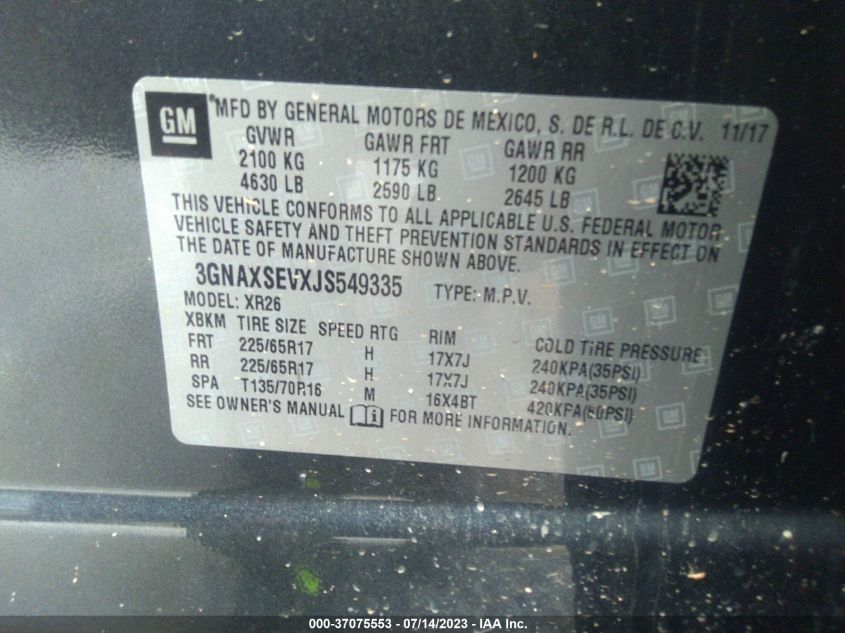 GM
*MFD BY GENERAL MOTORS DE MEXICO, S. DE R.L. DE C.V. 11/17
GVWR GAWR FRT GAWR RR
2100 KG 1175 KG 1200 KG
4630 LB 2590 LB 2645 LB
THIS VEHICLE CONFORMS TO ALL APPLICABLE U.S. FEDERAL MOTOR
VEHICLE SAFETY AND THEFT PREVENTION STANDARDS IN EFFECT ON
THE DATE OF MANUFACTURE SHOWN ABOVE.
3GNAXSEVXJS549335 TYPE: M.P.V.
MODEL: XR26
XBKM TIRE SIZE SPEED RTG RIM COLD TIRE PRESSURE
FRT 225/65R17 H 17X7J 240KPA(35PSI)
RR 225/65R17 H 17X7J 240KPA(35PSI)
SPA T135/70R16 M 16X4BT 420KPA(60PSI)
SEE OWNER'S MANUAL FOR MORE INFORMATION.
000-37075553 / 07/14/2023 / IAA Inc.